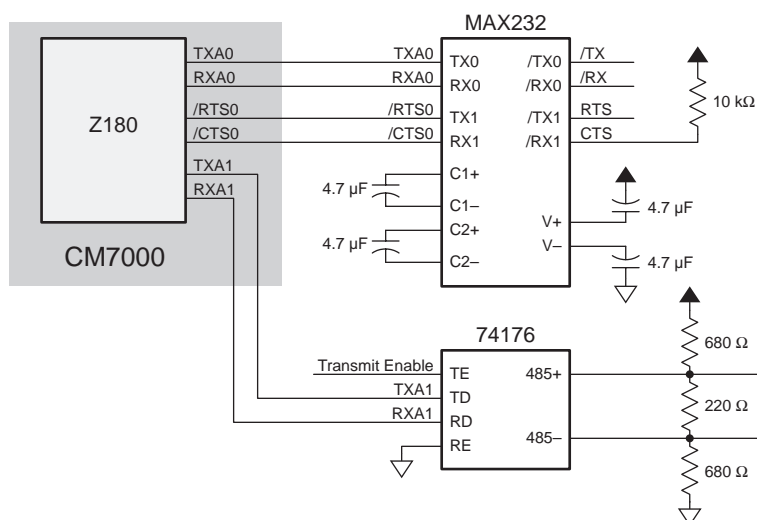 MAX232
TXA0 TXA0 TX0 /TX0 /TX
RXA0 RXA0 RX0 /RX0 /RX
/RTS0 /RTS0 TX1 /TX1 RTS
/CTS0 /CTS0 RX1 /RX1 CTS
Z180
10 kΩ
TXA1
RXA1
C1+
4.7 µF
C1–
C2+
4.7 µF
C2–
V+
4.7 µF
V–
4.7 µF
CM7000
74176
Transmit Enable TE
TXA1 TD
RXA1 RD
RE
485+
485–
680 Ω
220 Ω
680 Ω